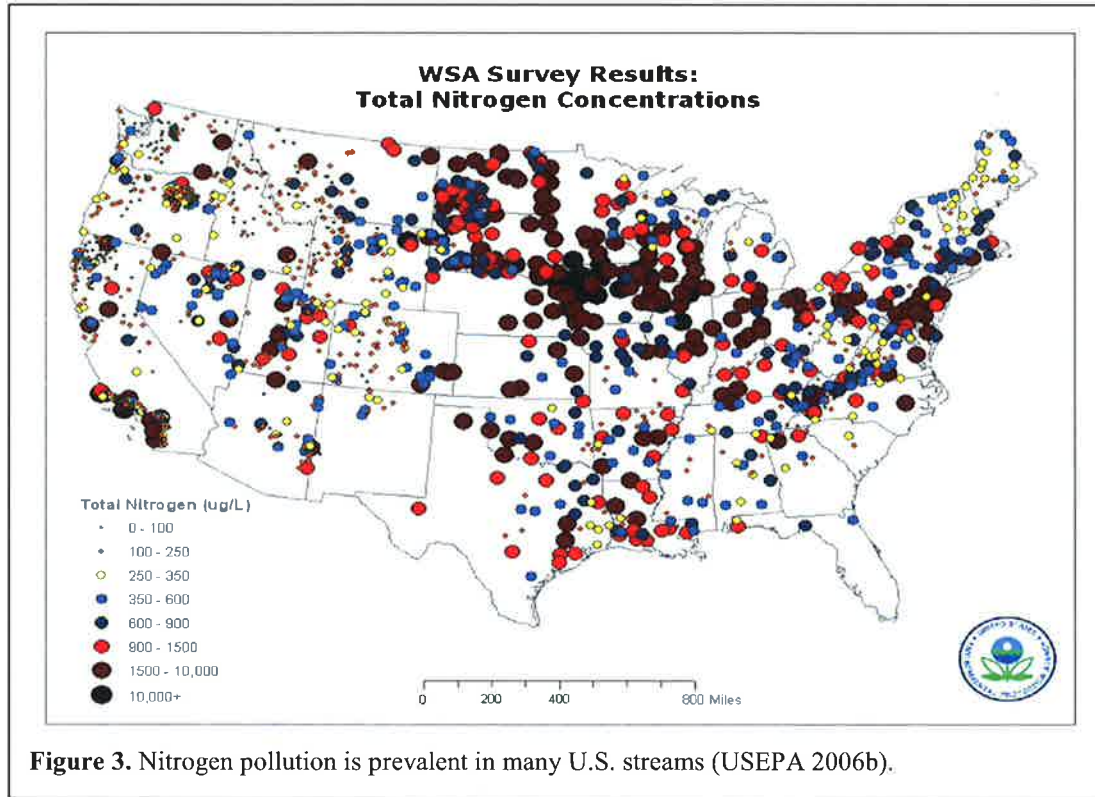 WSA Survey Results:
Total Nitrogen Concentrations
Total Nitrogen (ug/L)
0 - 100
100 - 250
250 - 350
350 - 600
600 - 900
900 - 1500
1500 - 10,000
10,000+
0 200 400 800 Miles
UNITED STATES
Figure 3. Nitrogen pollution is prevalent in many U.S. streams (USEPA 2006b).